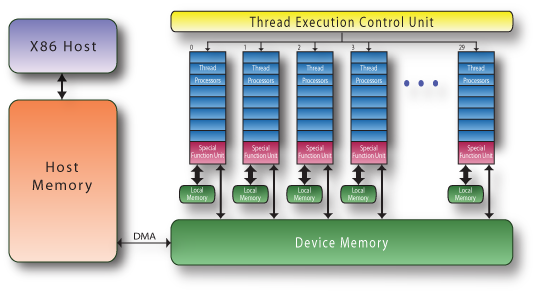 Thread Execution Control Unit
X86 Host
0
1
2
3
29
Thread
Processors
Thread
Processors
Thread
Processors
Thread
Processors
Thread
Processors
Special
Function Unit
Special
Function Unit
Special
Function Unit
Special
Function Unit
Special
Function Unit
Host
Memory
Local
Memory
Local
Memory
Local
Memory
Local
Memory
Local
Memory
DMA
Device Memory